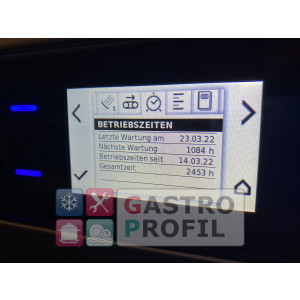 1
BETRIEBSZEITEN
Letzte Wartung am 23.03.22
Nächste Wartung 1084 h
Betriebszeiten seit 14.03.22
Gesamtzeit 2453 h
GASTRO
PROFIL